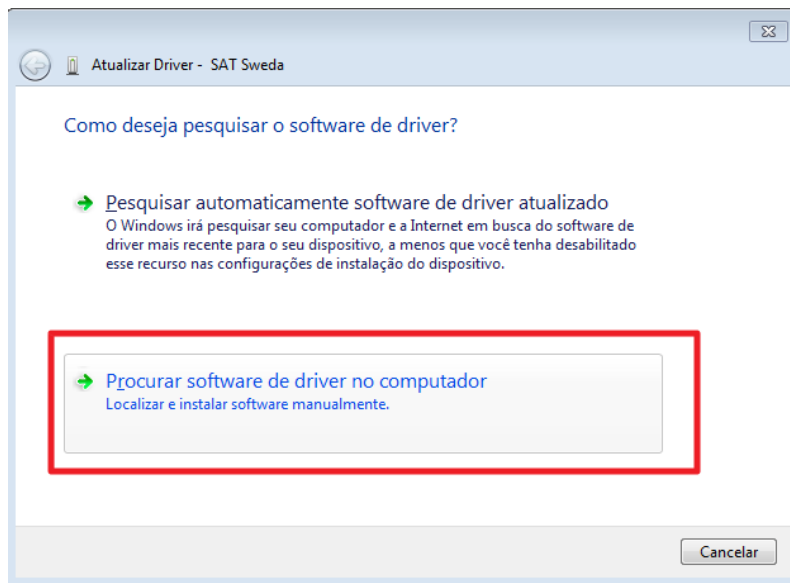 Atualizar Driver - SAT Sweda
Como deseja pesquisar o software de driver?
Pesquisar automaticamente software de driver atualizado
O Windows irá pesquisar seu computador e a Internet em busca do software de
driver mais recente para o seu dispositivo, a menos que você tenha desabilitado
esse recurso nas configurações de instalação do dispositivo.
Procurar software de driver no computador
Localizar e instalar software manualmente.
Cancelar